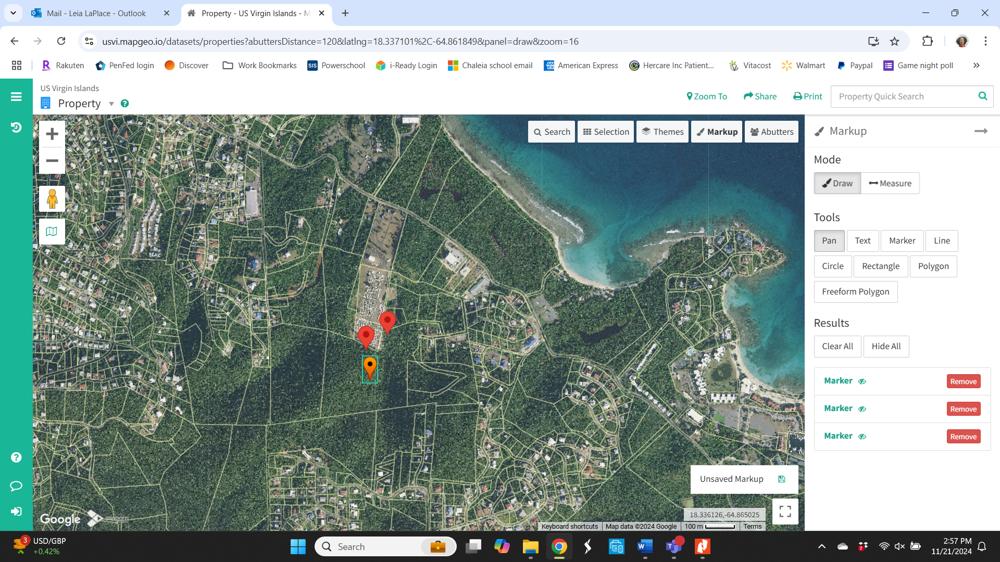 Mail - Leia LaPlace - Outlook
Property - US Virgin Islands - M
usvi.mapgeo.io/datasets/properties?abuttersDistance=120&latlng=18.337101%2C-64.861849&panel=draw&zoom=16
Rakuten
PenFed login
Discover
Work Bookmarks
SIS
Powerschool
i-Ready Login
Chaleia school email
AM EX
American Express
Hercare Inc Patient...
Vitacost
Walmart
Paypal
Game night poll
US Virgin Islands
Property
Zoom To
Share
Print
Property Quick Search
Search
Selection
Themes
Markup
Abutters
Markup
Mode
Draw
Measure
Tools
Pan
Text
Marker
Line
Circle
Rectangle
Polygon
Freeform Polygon
Results
Clear All
Hide All
Marker
Remove
Marker
Remove
Marker
Remove
Unsaved Markup
18.336126,-64.865025
Google
sanborn
Keyboard shortcuts
Map data ©2024 Google
100 m
Terms
3
USD/GBP
+0.42%
Search
7
2:57 PM
11/21/2024